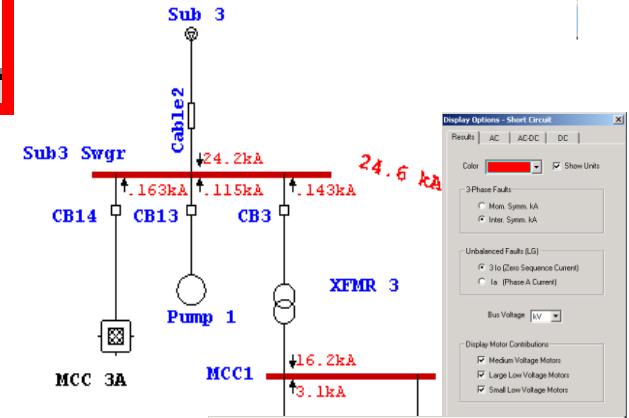 Sub 3
Cable2
Sub3 Swgr
24.2kA
24.6 kA
.163kA
.115kA
.143kA
CB14
CB13
CB3
XFMR 3
Pump 1
MCC 3A
MCC1
16.2kA
3.1kA
Display Options - Short Circuit
Results
AC
AC-DC
DC
Color
Show Units
3-Phase Faults
Mom. Symm. kA
Inter. Symm. kA
Unbalanced Faults (LG)
3 Io (Zero Sequence Current)
Ia (Phase A Current)
Bus Voltage kV
Display Motor Contributions
Medium Voltage Motors
Large Low Voltage Motors
Small Low Voltage Motors